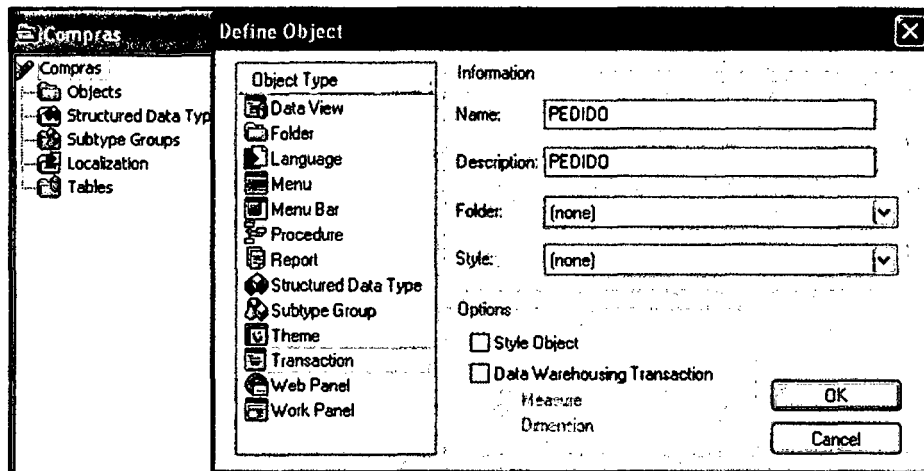 Compras
Compras
Objects
Structured Data Typ
Subtype Groups
Localization
Tables
Define Object
Object Type
Data View
Folder
Language
Menu
Menu Bar
Procedure
Report
Structured Data Type
Subtype Group
Theme
Transaction
Web Panel
Work Panel
Information
Name: PEDIDO
Description: PEDIDO
Folder: (none)
Style: (none)
Options
Style Object
Data Warehousing Transaction
Measure
Dimention
OK
Cancel